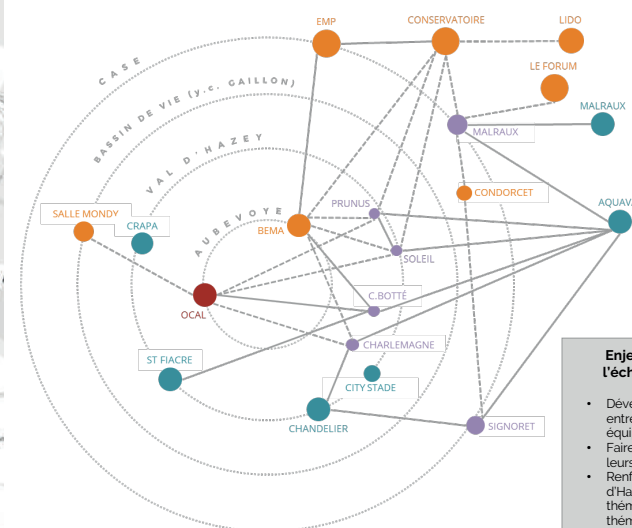 EMP
CONSERVATOIRE
LIDO
CASE
LE FORUM
BASSIN DE VIE (y.c. GAILLON)
MALRAUX
MALRAUX
VAL D'HAZEY
CONDORCET
PRUNUS
SALLE MONDY
CRAPA
AUBEVOYE
BEMA
SOLEIL
C.BOTTÉ
OCAL
CHARLEMAGNE
ST FIACRE
CITY STADE
CHANDELIER
SIGNORET
l'éch
• Déve
entre
équi
• Faire
leurs
• Renf
d'Ha
thém
thém